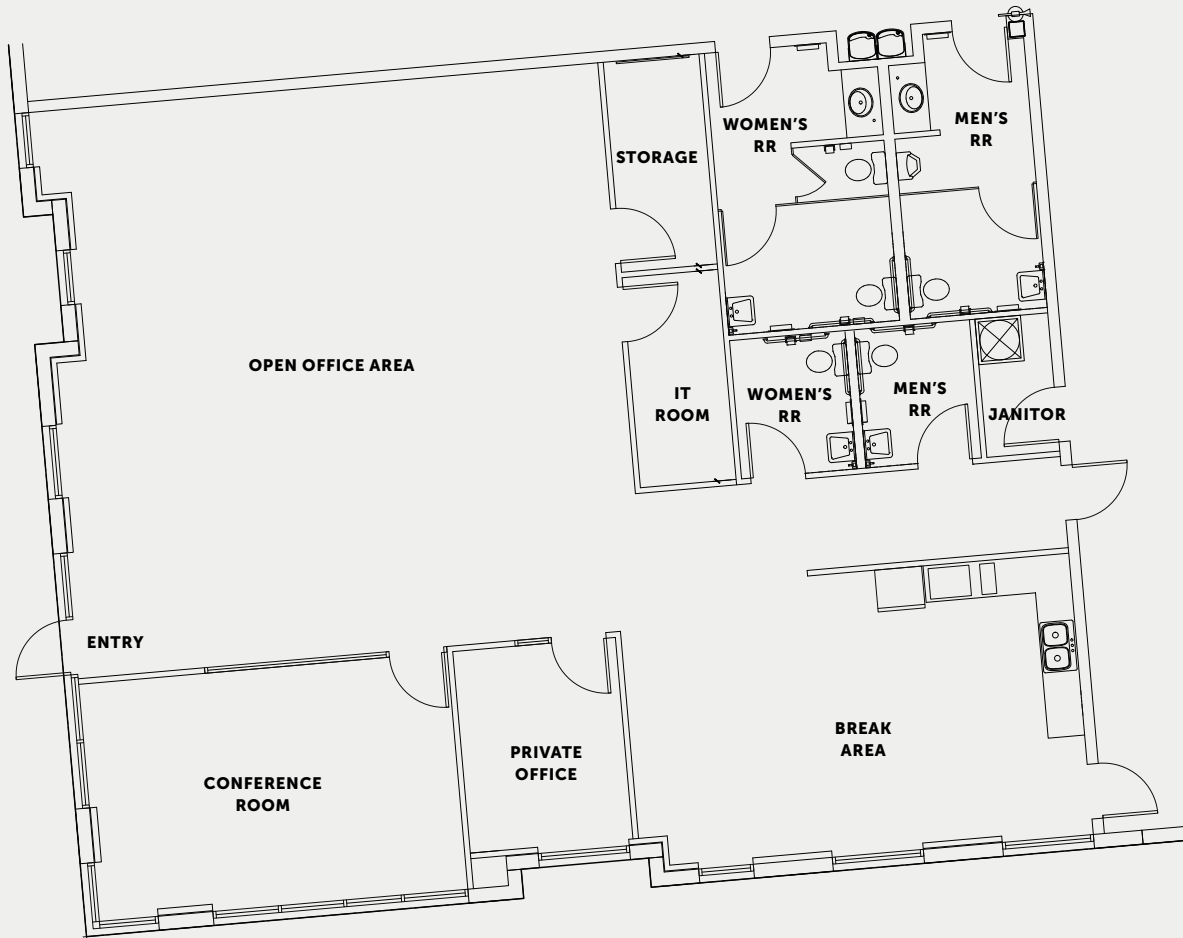 WOMEN'S
RR
MEN'S
RR
STORAGE
OPEN OFFICE AREA
IT
ROOM
WOMEN'S
RR
MEN'S
RR
JANITOR
ENTRY
CONFERENCE
ROOM
PRIVATE
OFFICE
BREAK
AREA